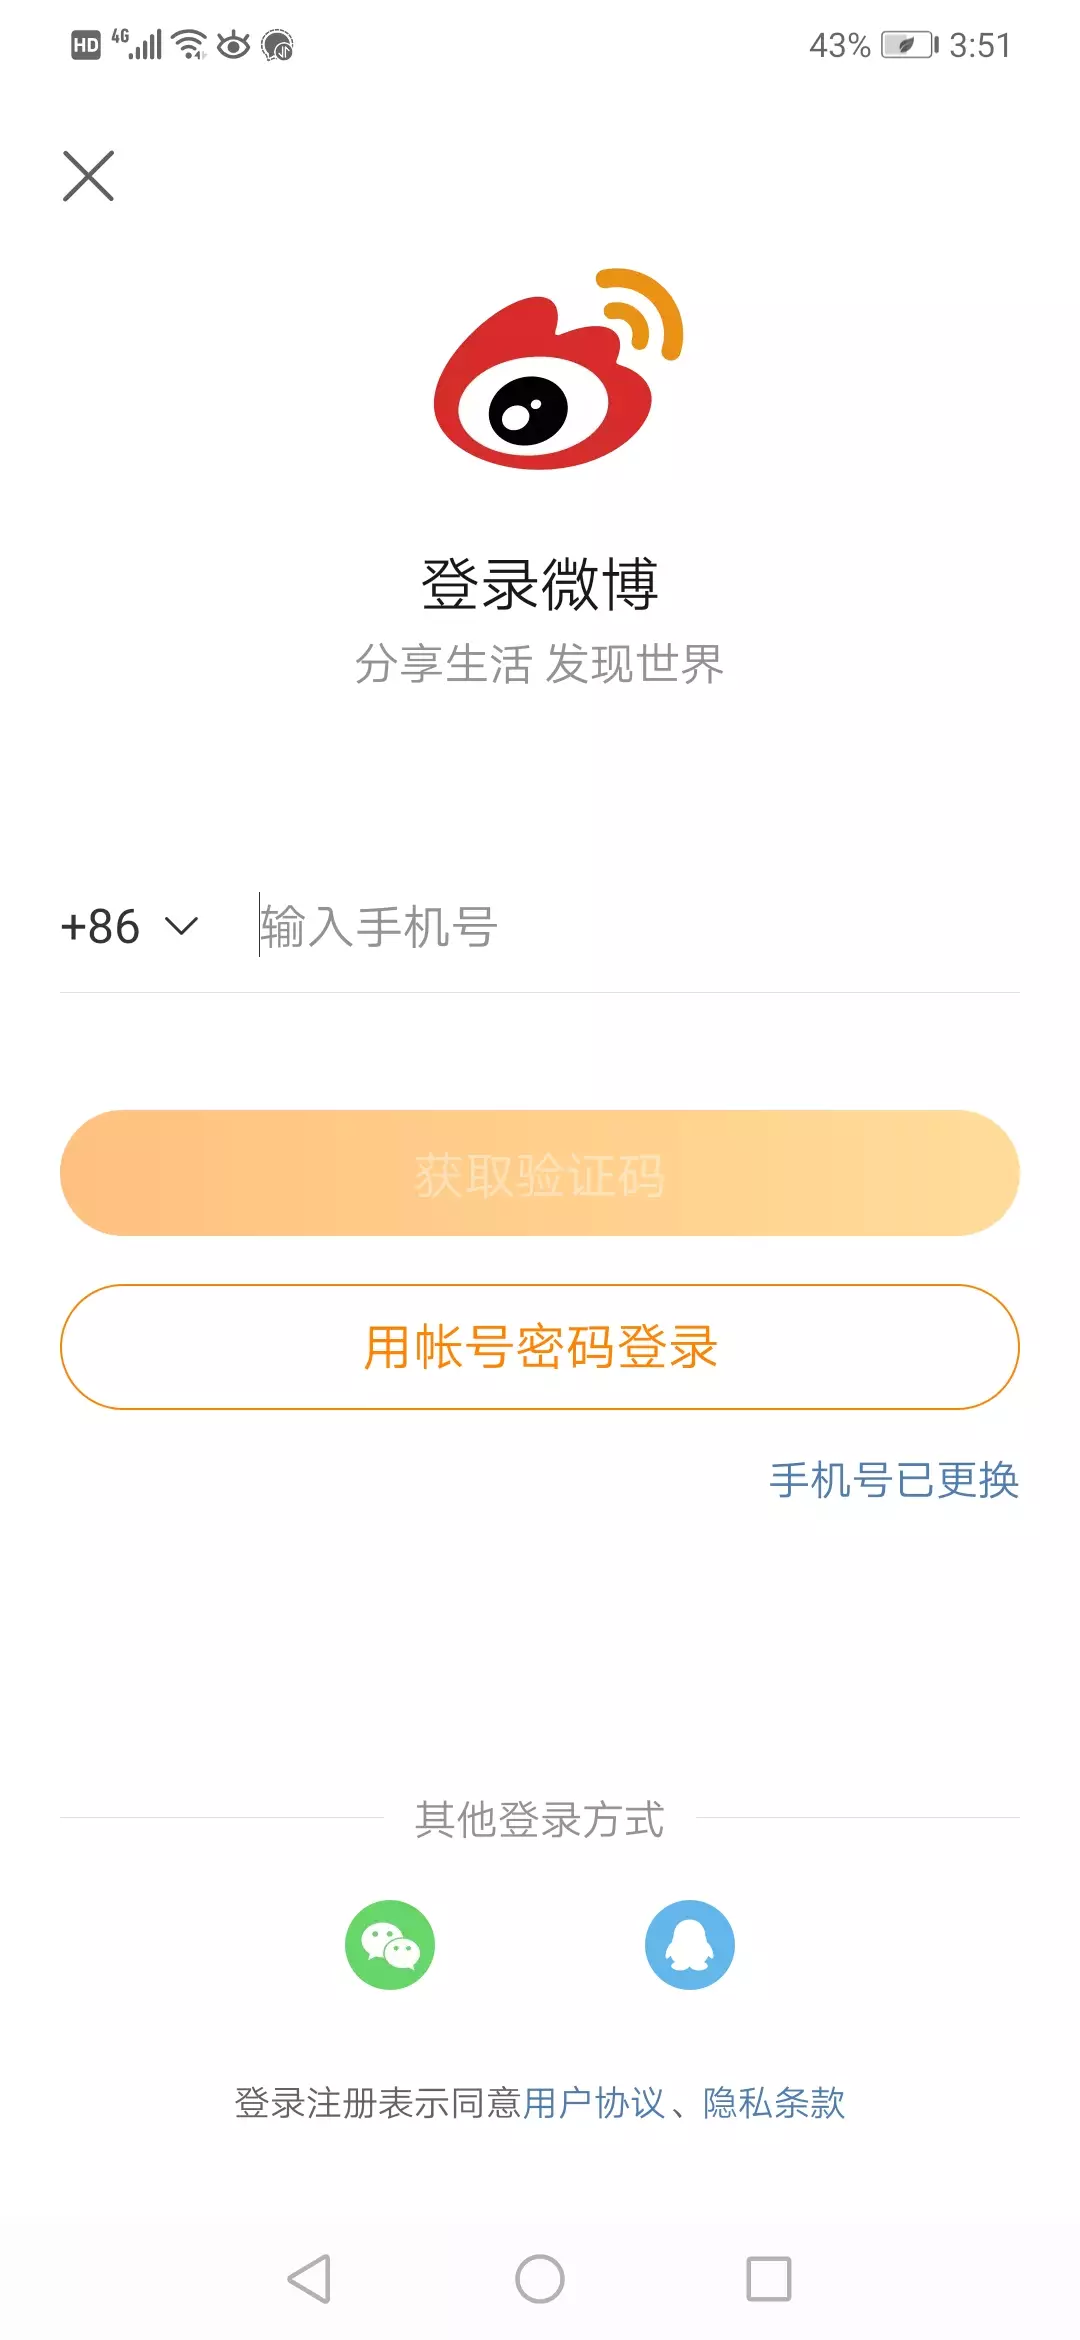 HD 4G 43% 3:51
登录微博
分享生活 发现世界
+86 输入手机号
获取验证码
用帐号密码登录
手机号已更换
其他登录方式
登录注册表示同意用户协议、隐私条款